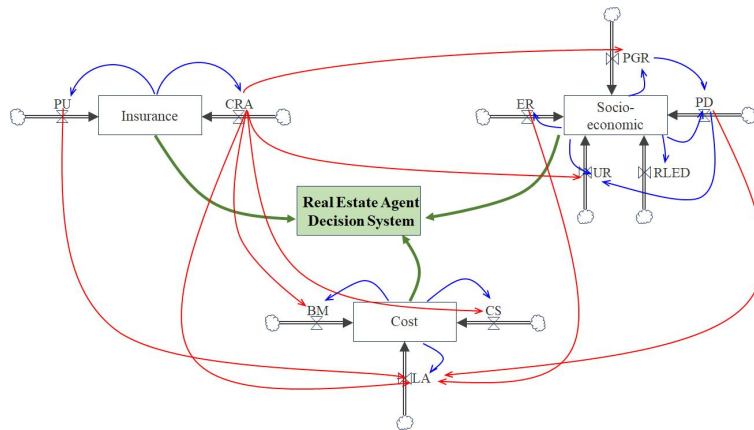 PGR
PU
CRA
ER
PD
Insurance
Socio-
economic
UR
RLED
Real Estate Agent
Decision System
BM
CS
Cost
LA